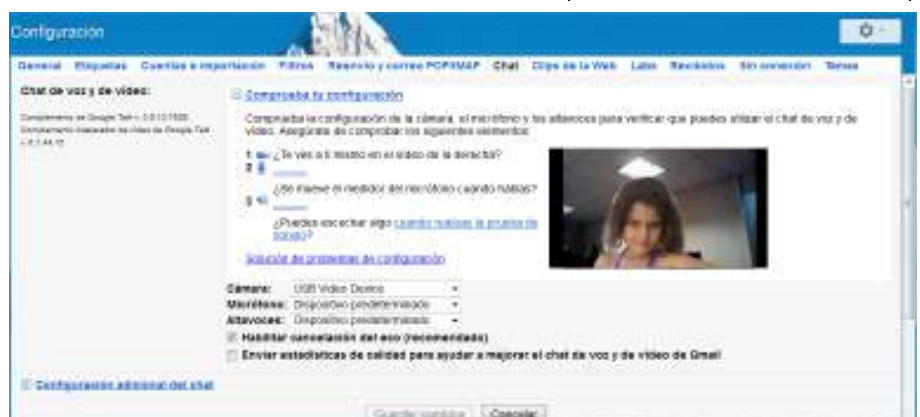 Configuración
General Etiquetas Cuentas e importación Filtros Reenvío y correo POP/IMAP Chat Clips de la Web Labs Recibidos Sin conexión Temas
Chat de voz y de vídeo:
Comprueba tu configuración
Comprueba la configuración de la cámara, el micrófono y los altavoces para verificar que puedes utilizar el chat de voz y de
vídeo. Asegúrate de comprobar los siguientes elementos:
1 ¿Te ves a ti mismo en el vídeo de la derecha?
2
¿Se mueve el medidor del micrófono cuando hablas?
3
¿Puedes escuchar algo cuando realizas la prueba de
sonido?
Solución de problemas de configuración
Cámara: USB Video Device
Micrófono: Dispositivo predeterminado
Altavoces: Dispositivo predeterminado
Habilitar cancelación del eco (recomendado)
Enviar estadísticas de calidad para ayudar a mejorar el chat de voz y de vídeo de Gmail
Configuración adicional del chat
Guardar cambios Cancelar